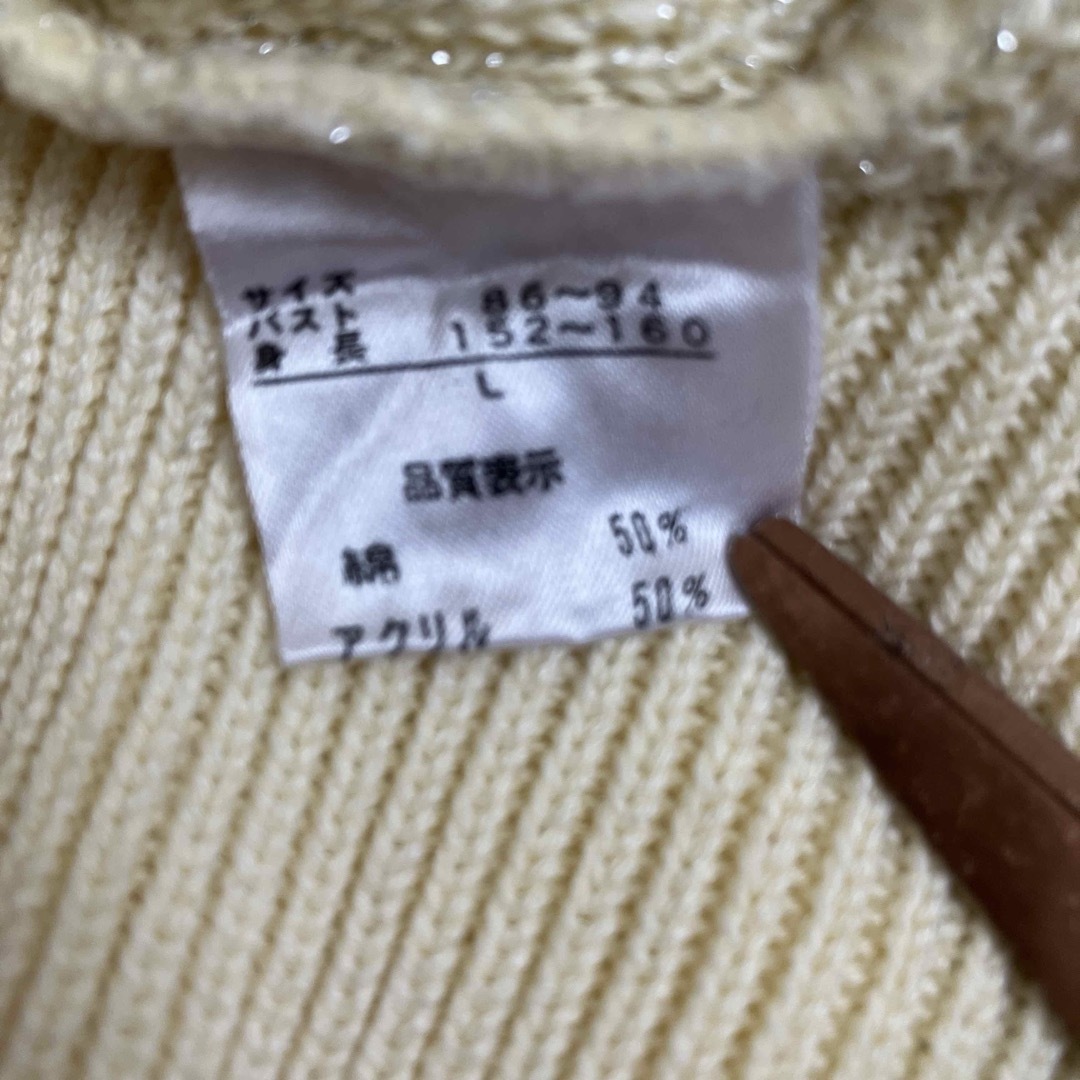 サイズ
バスト 86～94
身長 152～160
L
品質表示
綿 50%
アクリル 50%